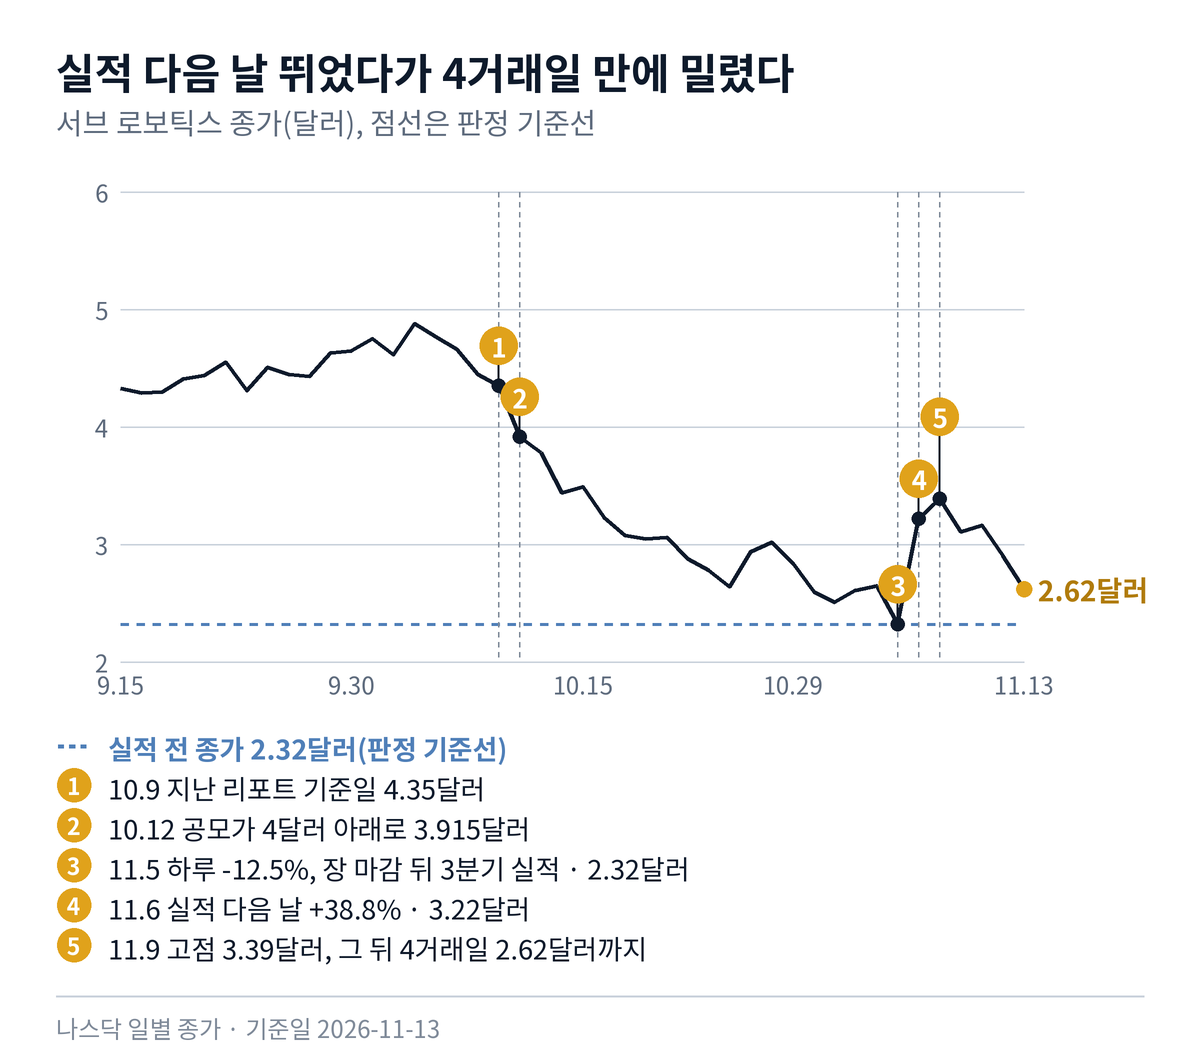 실적 다음 날 뛰었다가 4거래일 만에 밀렸다
서브 로보틱스 종가(달러), 점선은 판정 기준선
6
5
4
3
2
1
2
3
4
5
2.62달러
9.15 9.30 10.15 10.29 11.13
실적 전 종가 2.32달러(판정 기준선)
1 10.9 지난 리포트 기준일 4.35달러
2 10.12 공모가 4달러 아래로 3.915달러
3 11.5 하루 -12.5%, 장 마감 뒤 3분기 실적 · 2.32달러
4 11.6 실적 다음 날 +38.8% · 3.22달러
5 11.9 고점 3.39달러, 그 뒤 4거래일 2.62달러까지
나스닥 일별 종가 · 기준일 2026-11-13